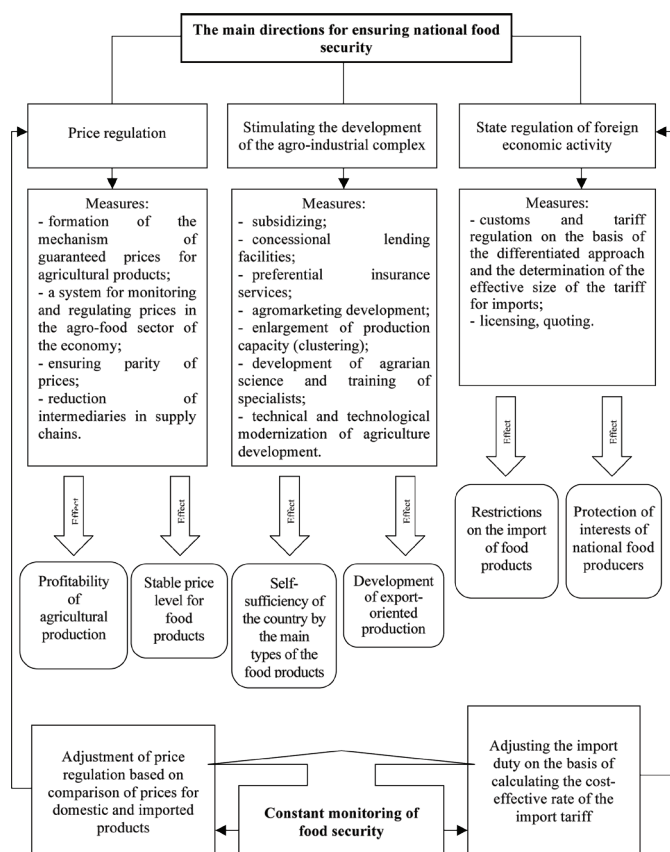 The main directions for ensuring national food
security
Price regulation
Stimulating the development
of the agro-industrial complex
State regulation of foreign
economic activity
Measures:
- formation of the
mechanism of
guaranteed prices for
agricultural products;
- a system for monitoring
and regulating prices in
the agro-food sector of
the economy;
- ensuring parity of
prices;
- reduction of
intermediaries in supply
chains.
Measures:
- subsidizing;
- concessional lending
facilities;
- preferential insurance
services;
- agromarketing development;
- enlargement of production
capacity (clustering);
- development of agrarian
science and training of
specialists;
- technical and technological
modernization of agriculture
development.
Measures:
- customs and tariff
regulation on the basis of
the differentiated approach
and the determination of the
effective size of the tariff
for imports;
- licensing, quoting.
Effect
Effect
Effect
Effect
Effect
Effect
Profitability
of
agricultural
production
Stable price
level for
food
products
Self-
sufficiency of
the country by
the main
types of the
food products
Development
of export-
oriented
production
Restrictions
on the import
of food
products
Protection of
interests of
national food
producers
Adjustment of price
regulation based on
comparison of prices for
domestic and imported
products
Constant monitoring of
food security
Adjusting the import
duty on the basis of
calculating the cost-
effective rate of the
import tariff